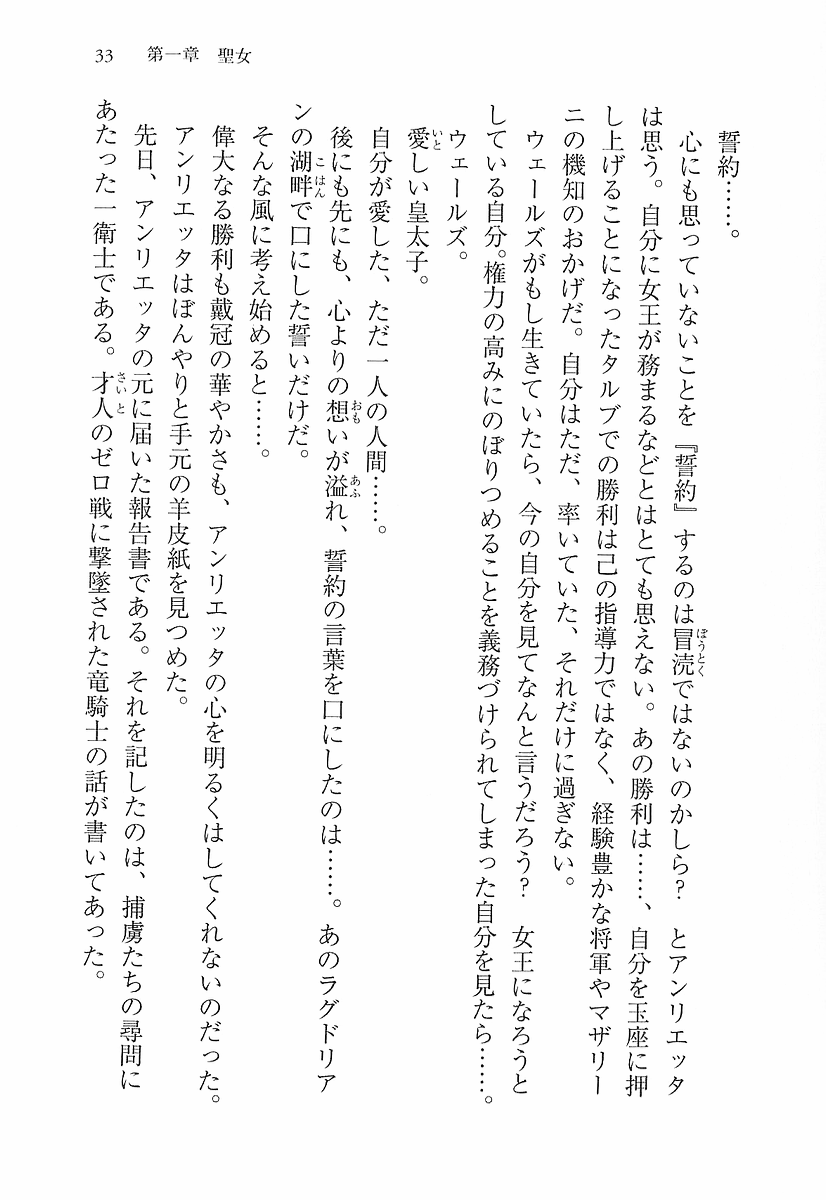 33　第一章　聖女
誓約……。
心にも思っていないことを『誓約』するのは冒涜ではないのかしら？　とアンリエッタ
は思う。自分に女王が務まるなどとはとても思えない。あの勝利は……、自分を玉座に押
し上げることになったタルブでの勝利は己の指導力ではなく、経験豊かな将軍やマザリー
ニの機知のおかげだ。自分はただ、率いていた、それだけに過ぎない。
ウェールズがもし生きていたら、今の自分を見てなんと言うだろう？　女王になろうと
している自分。権力の高みにのぼりつめることを義務づけられてしまった自分を見たら……。
ウェールズ。
愛しい皇太子。
自分が愛した、ただ一人の人間……。
後にも先にも、心よりの想いが溢れ、誓約の言葉を口にしたのは……。あのラグドリア
ンの湖畔で口にした誓いだけだ。
そんな風に考え始めると……。
偉大なる勝利も戴冠の華やかさも、アンリエッタの心を明るくはしてくれないのだった。
アンリエッタはぼんやりと手元の羊皮紙を見つめた。
先日、アンリエッタの元に届いた報告書である。それを記したのは、捕虜たちの尋問に
あたった一衛士である。才人のゼロ戦に撃墜された竜騎士の話が書いてあった。